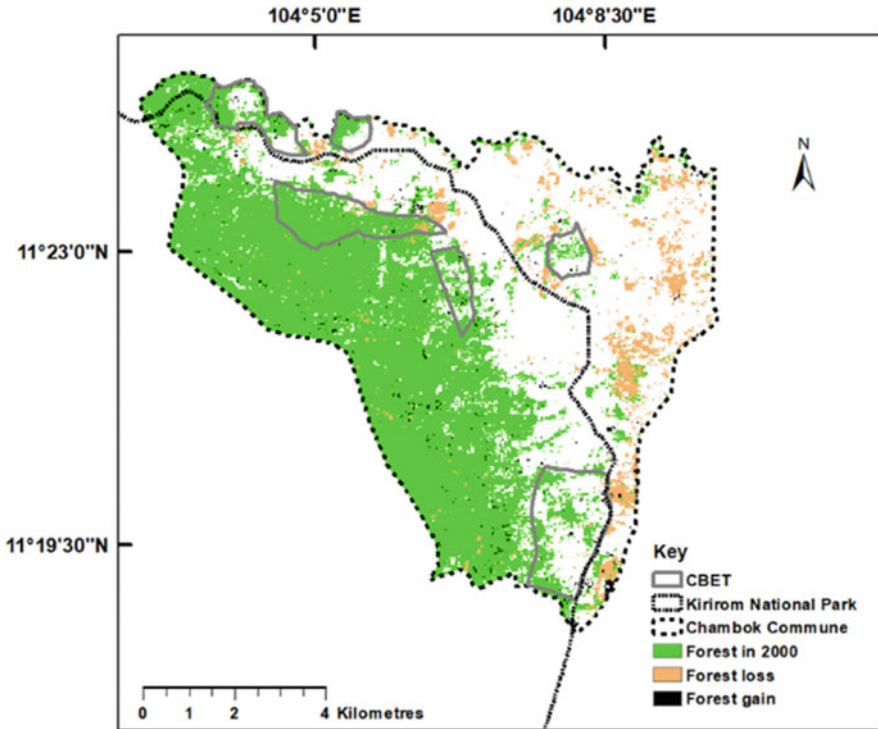 104°5'0"E 104°8'30"E
N
11°23'0"N
11°19'30"N
Key
CBET
Kirirom National Park
Chambok Commune
Forest in 2000
Forest loss
Forest gain
0 1 2 4 Kilometres